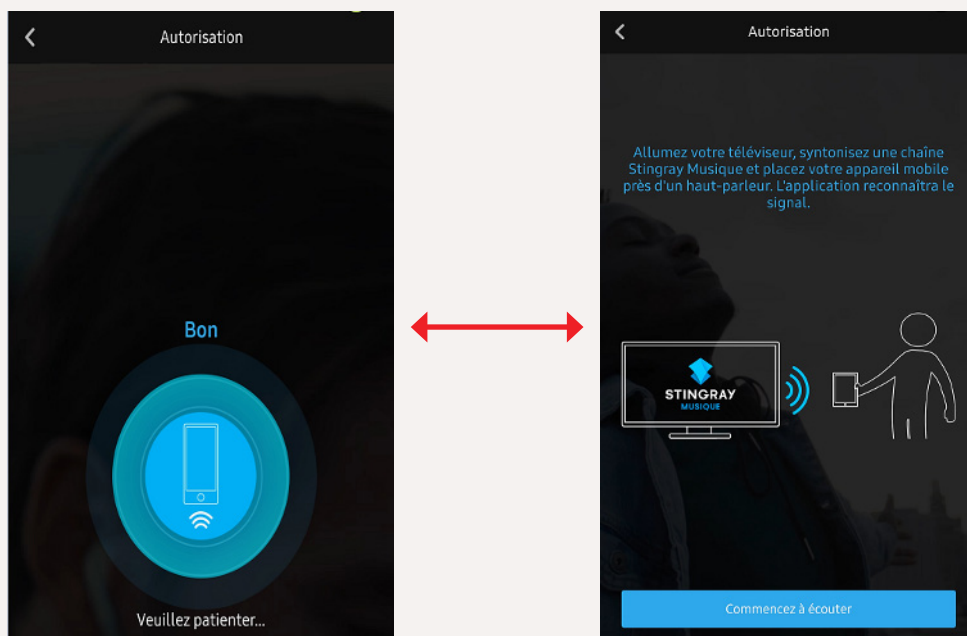 Autorisation
Bon
Veuillez patienter...
Autorisation
Allumez votre téléviseur, syntonisez une chaîne
Stingray Musique et placez votre appareil mobile
près d'un haut-parleur. L'application reconnaîtra le
signal.
STINGRAY
MUSIQUE
Commencez à écouter